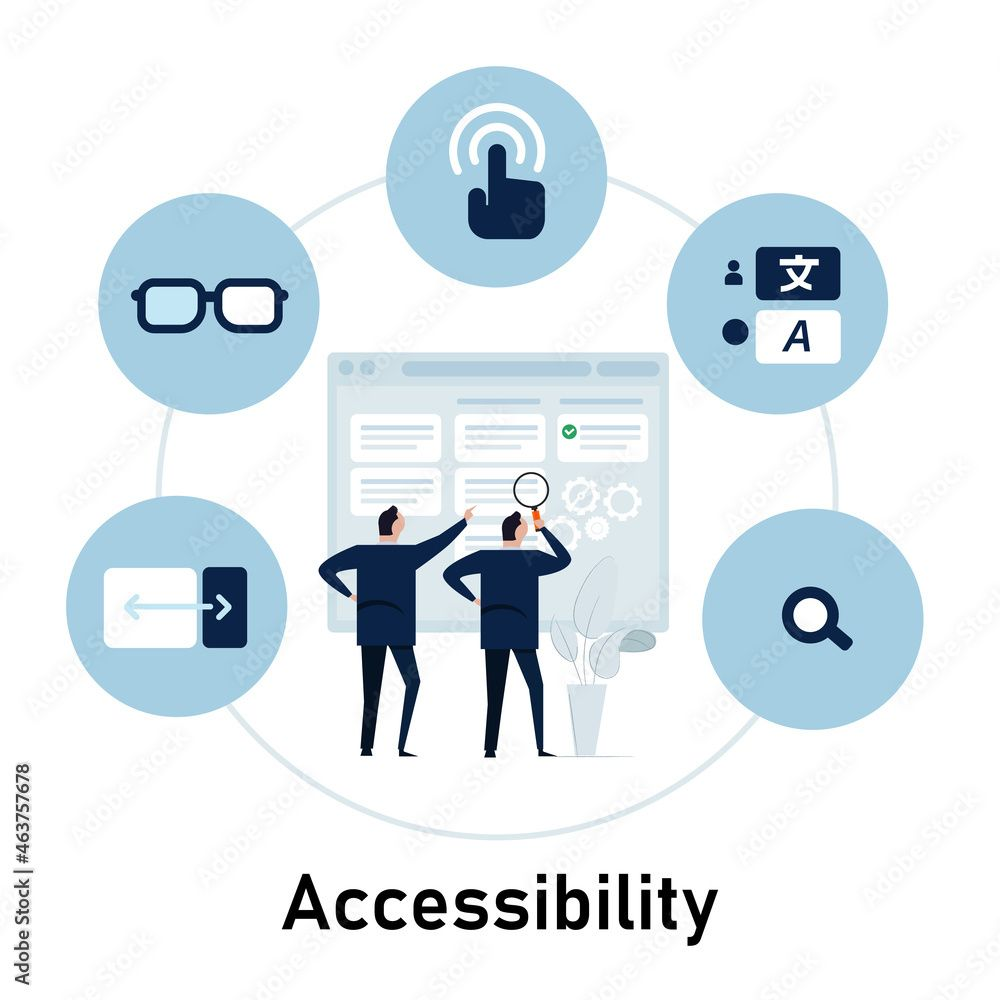 文
A
Accessibility
Adobe Stock | #463757678